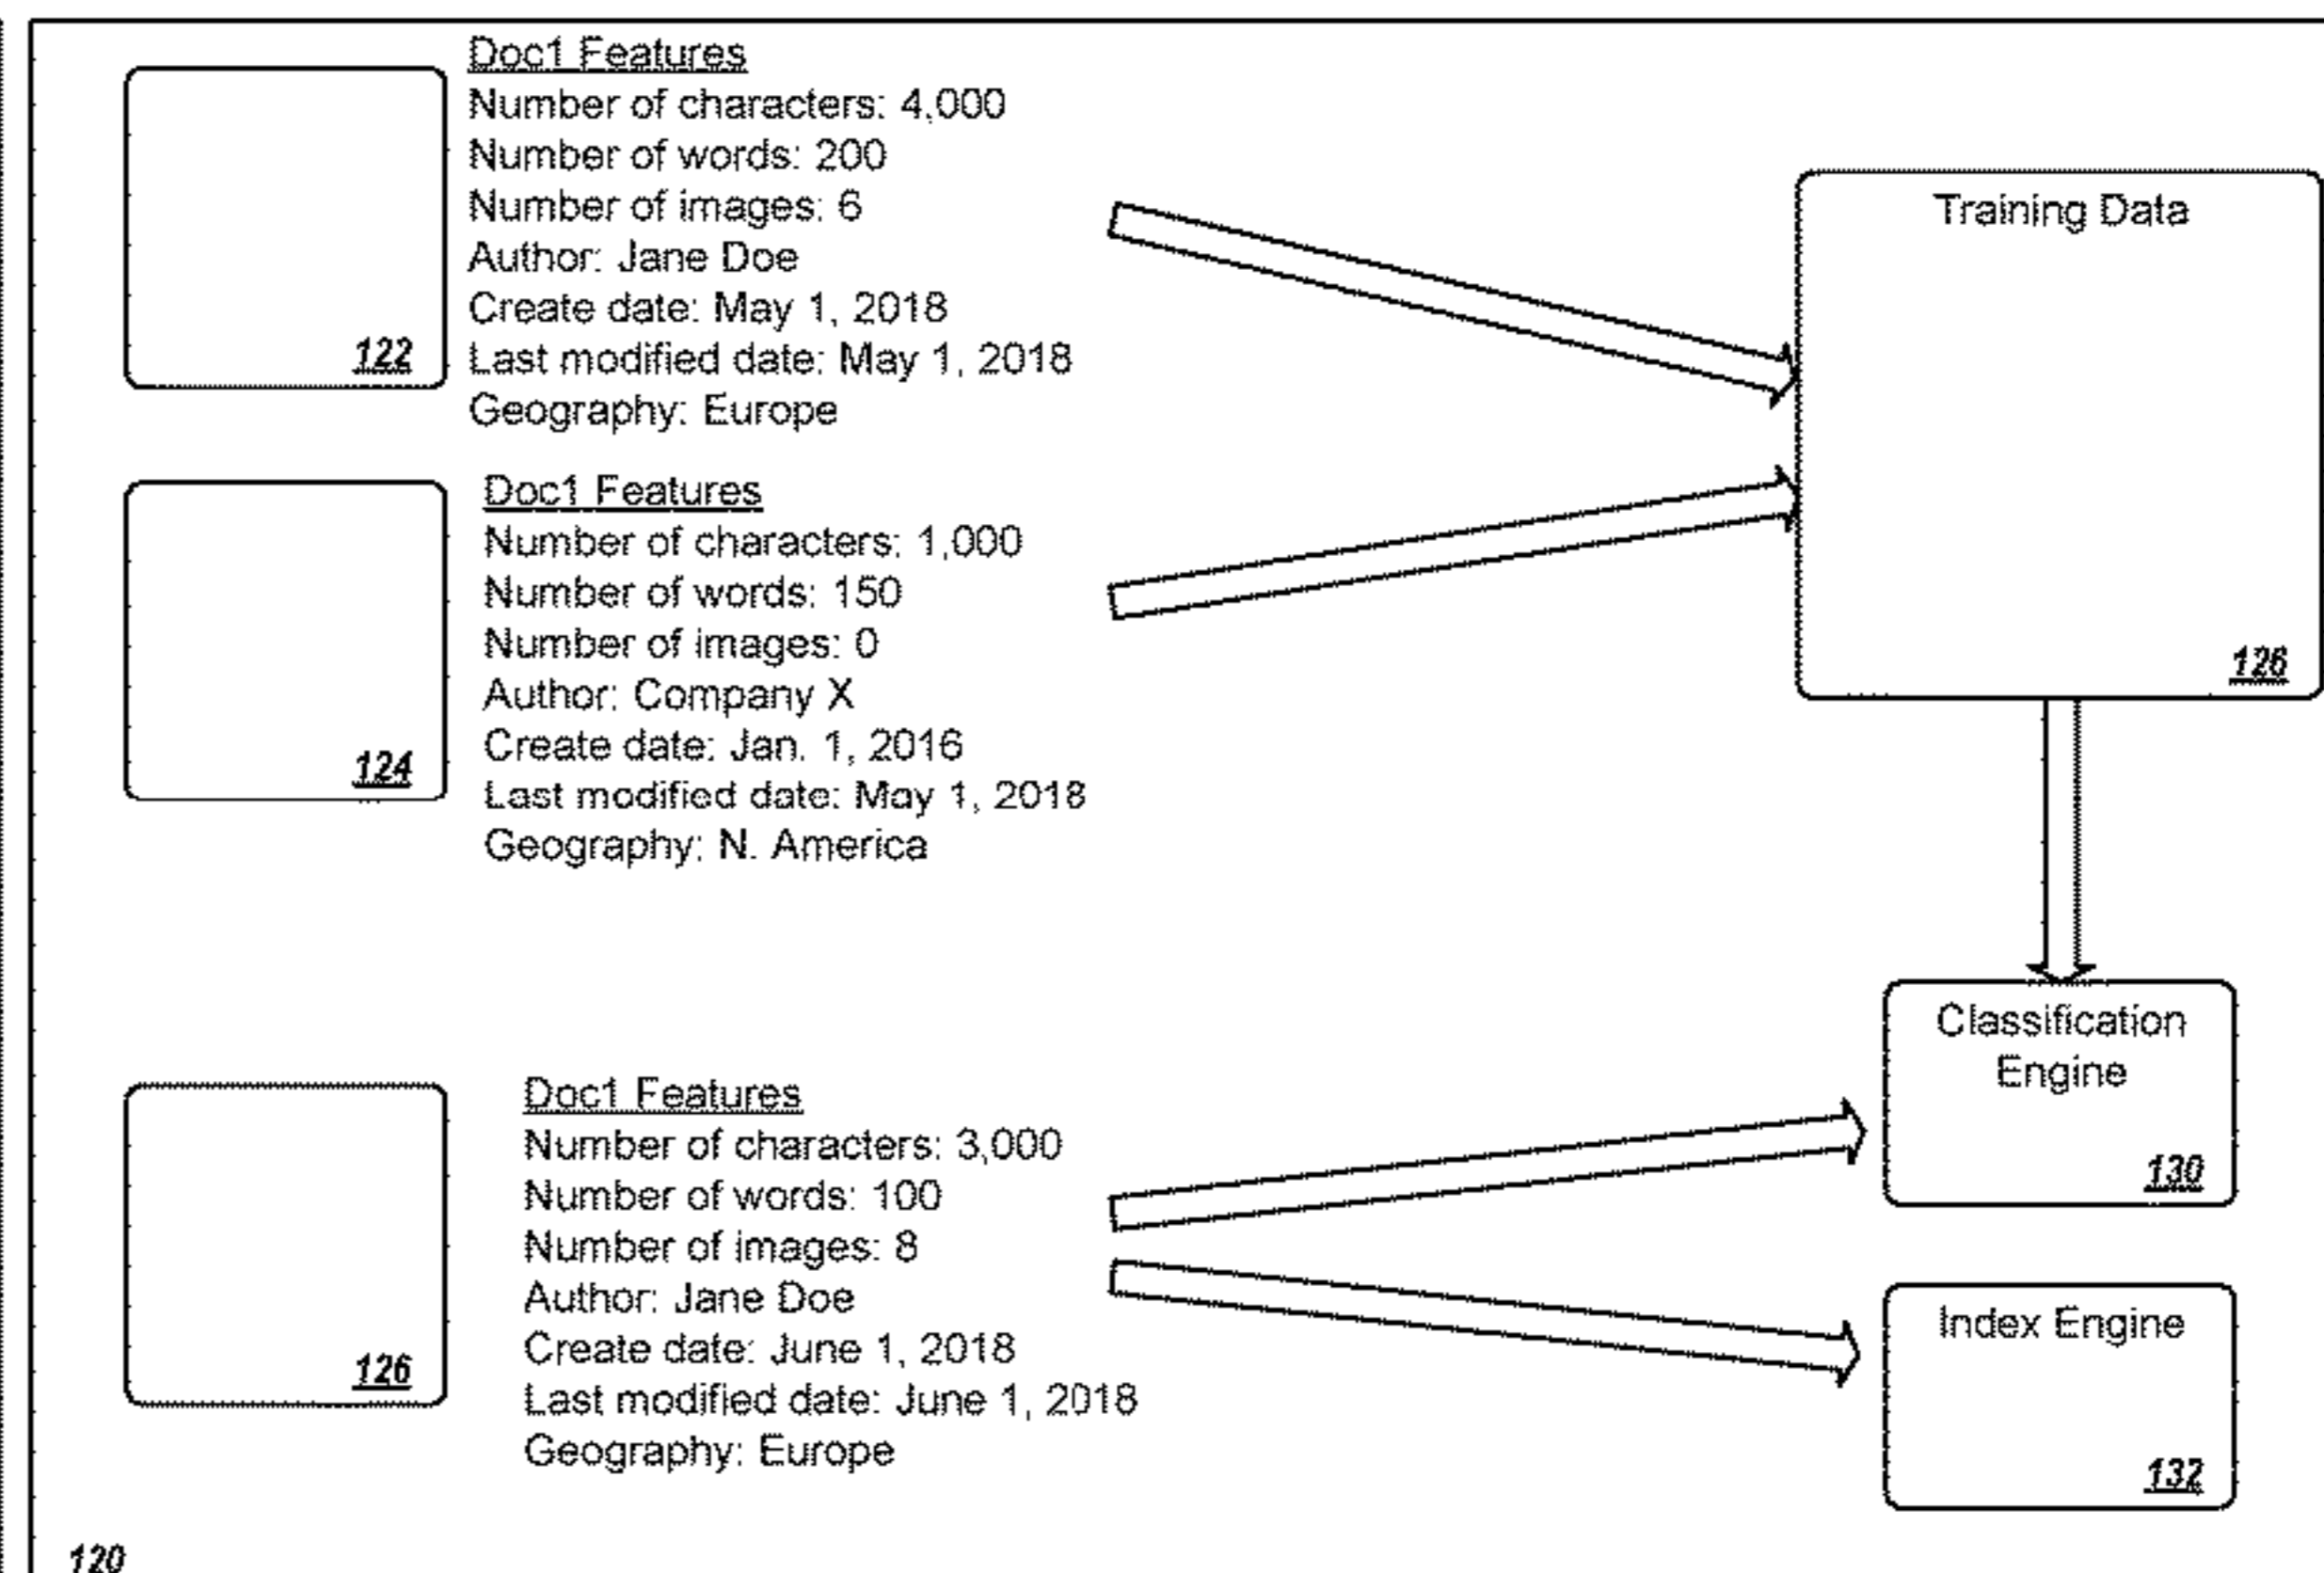 Doc1 Features
Number of characters: 4,000
Number of words: 200
Number of images: 6
Author: Jane Doe
Create date: May 1, 2018
Last modified date: May 1, 2018
Geography: Europe
122
Training Data
126
Doc1 Features
Number of characters: 1,000
Number of words: 150
Number of images: 0
Author: Company X
Create date: Jan. 1, 2016
Last modified date: May 1, 2018
Geography: N. America
124
Classification
Engine
130
Doc1 Features
Number of characters: 3,000
Number of words: 100
Number of images: 8
Author: Jane Doe
Create date: June 1, 2018
Last modified date: June 1, 2018
Geography: Europe
126
Index Engine
132
120